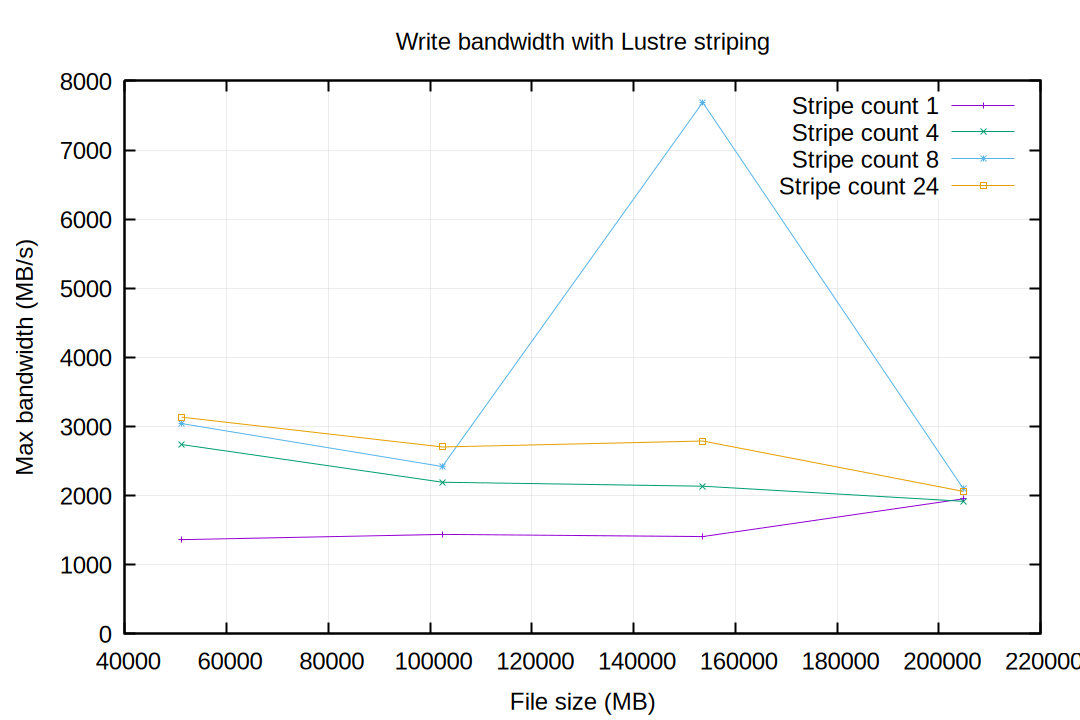 Write bandwidth with Lustre striping
8000
7000
6000
5000
4000
3000
2000
1000
0
Max bandwidth (MB/s)
Stripe count 1
Stripe count 4
Stripe count 8
Stripe count 24
40000 60000 80000 100000 120000 140000 160000 180000 200000 220000
File size (MB)